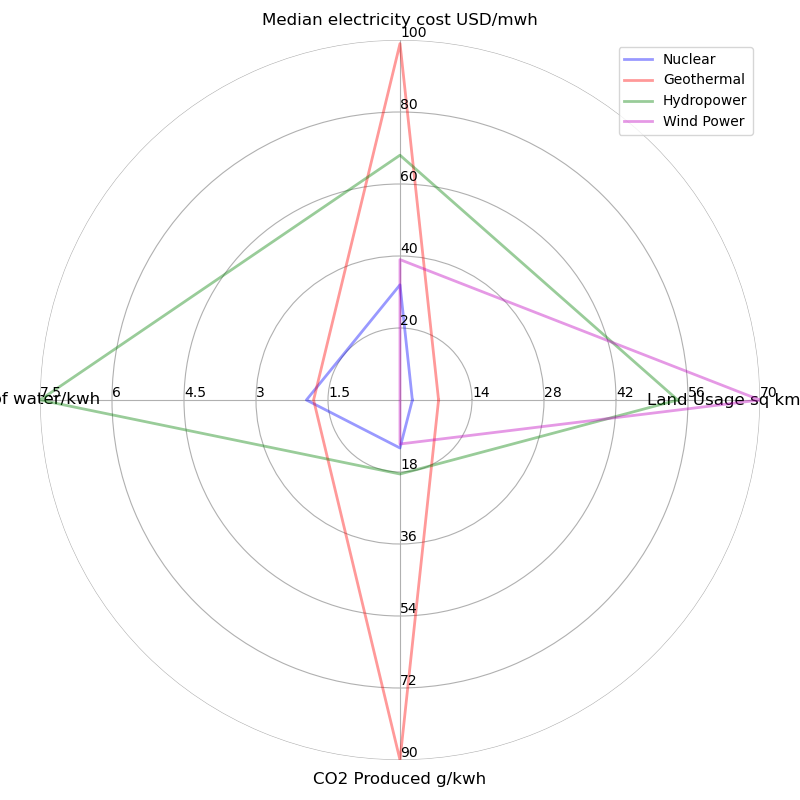 Median electricity cost USD/mwh
100
80
60
40
20
Nuclear
Geothermal
Hydropower
Wind Power
7.5 6 4.5 3 1.5 14 28 42 56 70
of water/kwh
Land Usage sq km
18
36
54
72
90
CO2 Produced g/kwh